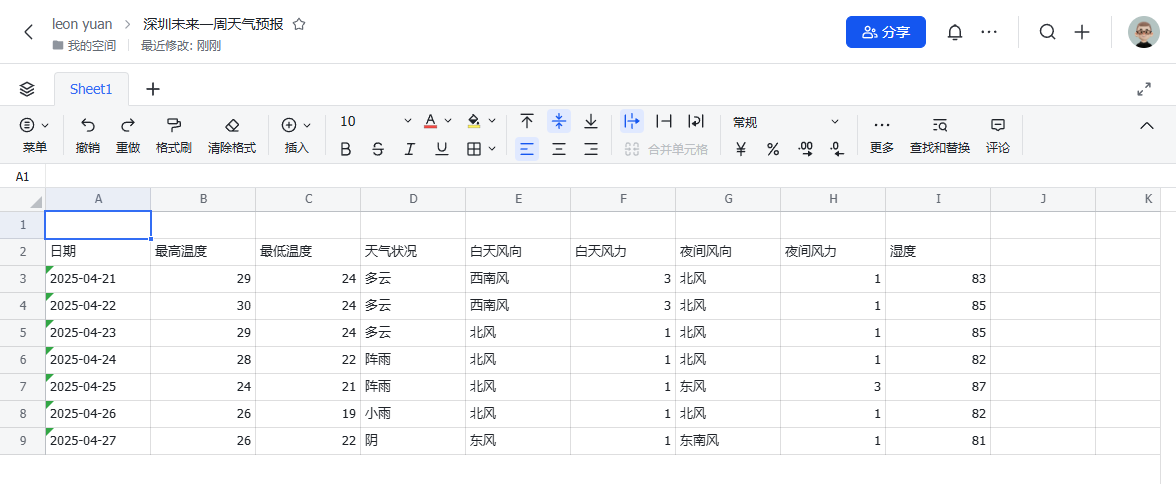 leon yuan > 深圳未来一周天气预报
我的空间 | 最近修改: 刚刚
分享
Sheet1
菜单 撤销 重做 格式刷 清除格式 插入
10 A
B S I U
合并单元格
常规
¥ % .00 .0
更多 查找和替换 评论
A1
A B C D E F G H I J K
1
2 日期 最高温度 最低温度 天气状况 白天风向 白天风力 夜间风向 夜间风力 湿度
3 2025-04-21 29 24 多云 西南风 3 北风 1 83
4 2025-04-22 30 24 多云 西南风 3 北风 1 85
5 2025-04-23 29 24 多云 北风 1 北风 1 85
6 2025-04-24 28 22 阵雨 北风 1 北风 1 82
7 2025-04-25 24 21 阵雨 北风 1 东风 3 87
8 2025-04-26 26 19 小雨 北风 1 北风 1 82
9 2025-04-27 26 22 阴 东风 1 东南风 1 81